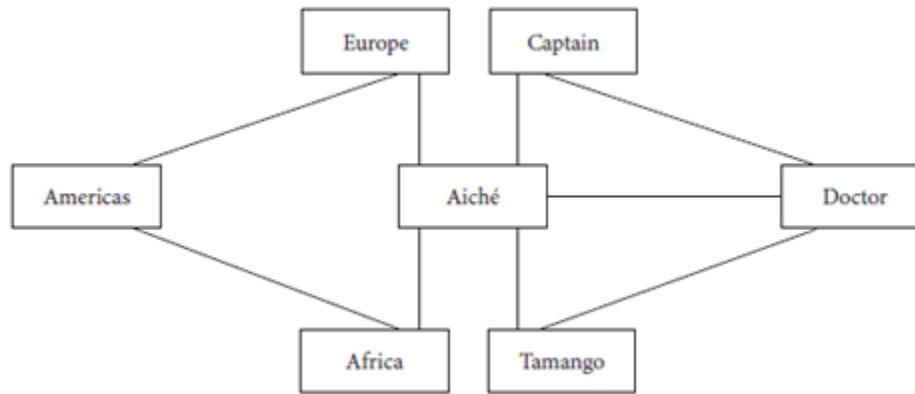 Europe
Captain
Americas
Aiché
Doctor
Africa
Tamango